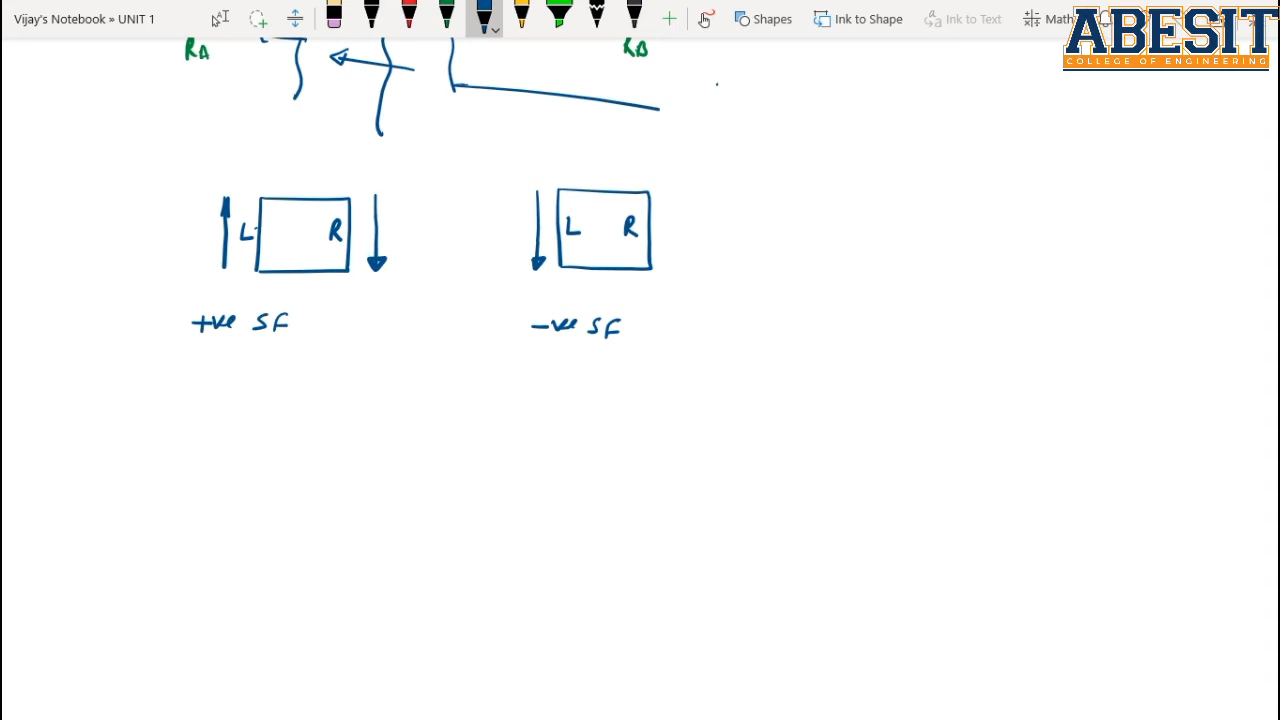 Vijay's Notebook » UNIT 1
Shapes
Ink to Shape
Ink to Text
Math
ABESIT
COLLEGE OF ENGINEERING
RA
RB
L
R
L
R
+ve SF
-ve SF